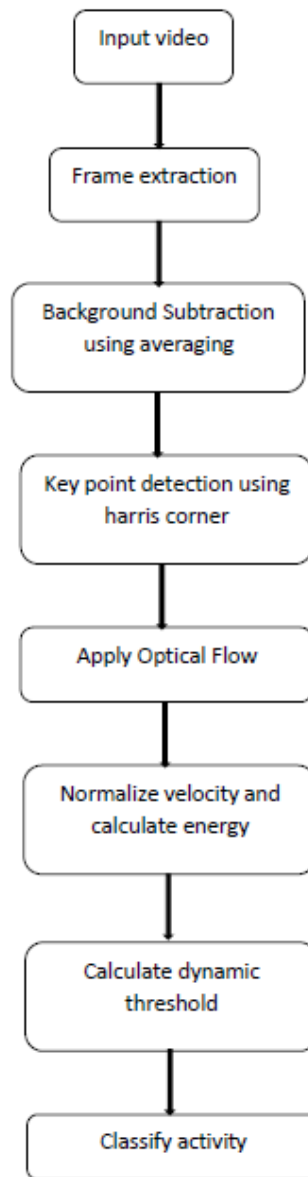 Input video
Frame extraction
Background Subtraction
using averaging
Key point detection using
harris corner
Apply Optical Flow
Normalize velocity and
calculate energy
Calculate dynamic
threshold
Classify activity